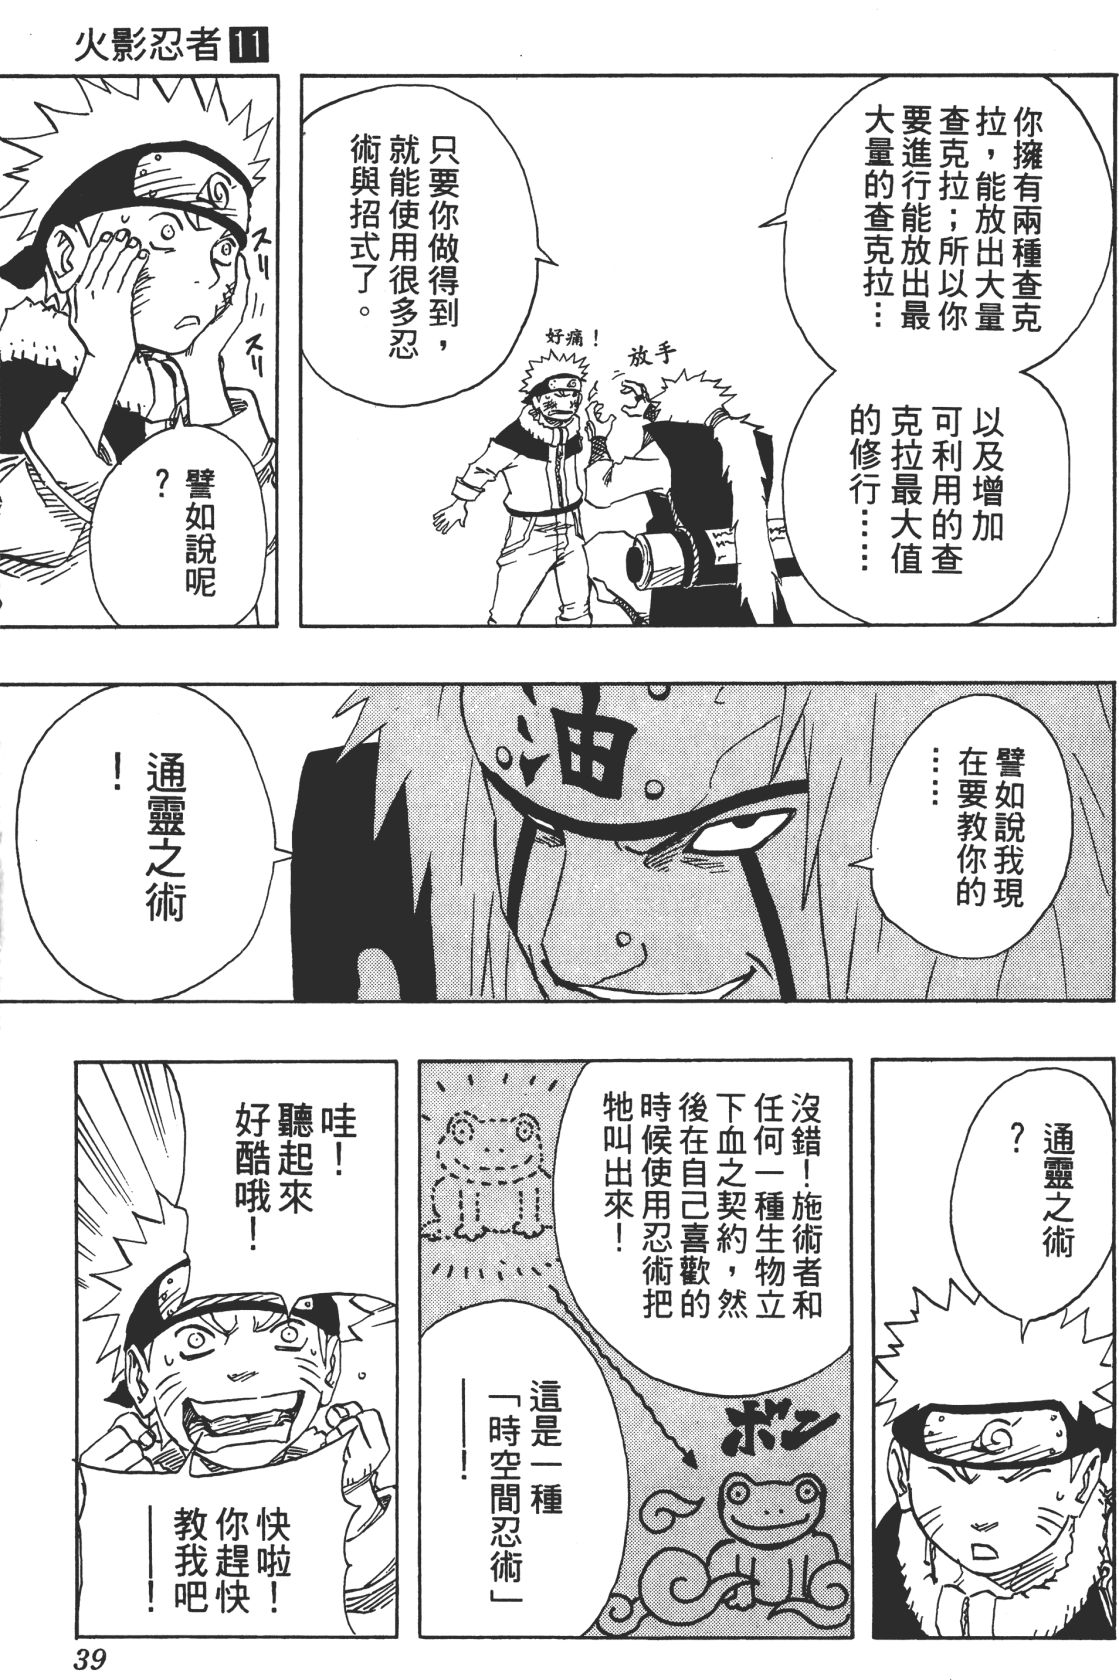 火影忍者11
你擁有兩種查克
拉，能放出大量
查克拉；所以你
要進行能放出最
大量的查克拉…
以及增加
可利用的查
克拉最大值
的修行……
放手
好痛！
只要你做得到，
就能使用很多忍
術與招式了。
ズ
ズリ
譬如說呢
？
譬如說我現
在要教你的
……
油
通靈之術
！
通靈之術
？
沒錯！施術者和
任何一種生物立
下血之契約，然
後在自己喜歡的
時候使用忍術把
牠叫出來！
ボン
這是一種
「時空間忍術」
——！
哇！
聽起來
好酷哦！
快啦！
你趕快
教我吧
——！
39